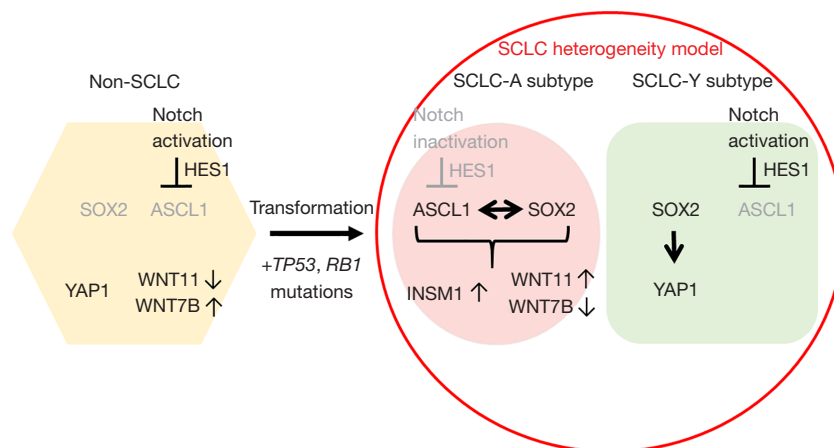 SCLC heterogeneity model
Non-SCLC
SCLC-A subtype
SCLC-Y subtype
Notch
activation
HES1
SOX2
ASCL1
YAP1
WNT11 ↓
WNT7B ↑
Transformation
+TP53, RB1
mutations
Notch
inactivation
HES1
ASCL1
SOX2
INSM1 ↑
WNT11 ↑
WNT7B ↓
Notch
activation
HES1
SOX2
ASCL1
YAP1